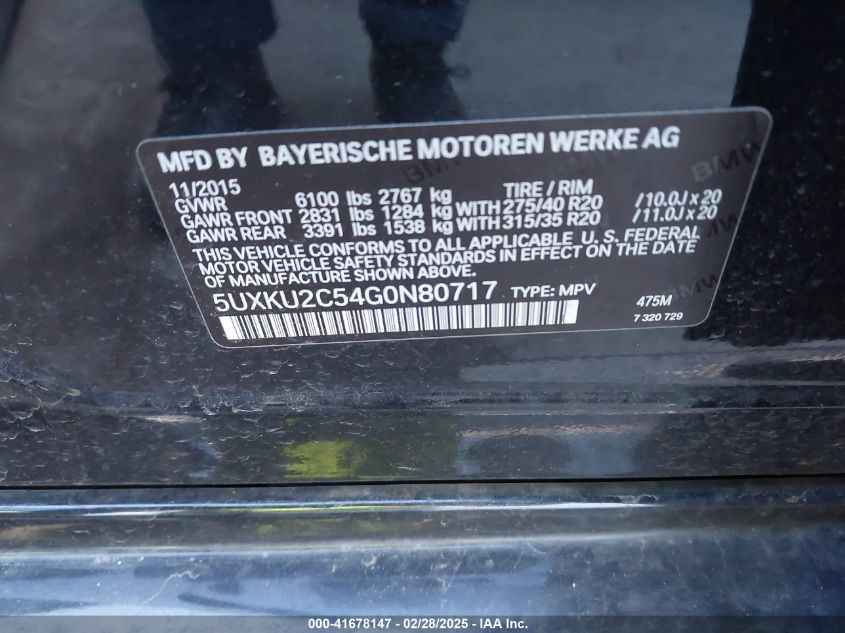 MFD BY BAYERISCHE MOTOREN WERKE AG
BMW
11/2015
GVWR 6100 lbs 2767 kg TIRE / RIM
GAWR FRONT 2831 lbs 1284 kg WITH 275/40 R20 /10.0J x 20
GAWR REAR 3391 lbs 1538 kg WITH 315/35 R20 /11.0J x 20
THIS VEHICLE CONFORMS TO ALL APPLICABLE U. S. FEDERAL
MOTOR VEHICLE SAFETY STANDARDS IN EFFECT ON THE DATE
OF MANUFACTURE SHOWN ABOVE.
5UXKU2C54G0N80717 TYPE: MPV 475M
7 320 729
000-41678147 - 02/28/2025 - IAA Inc.